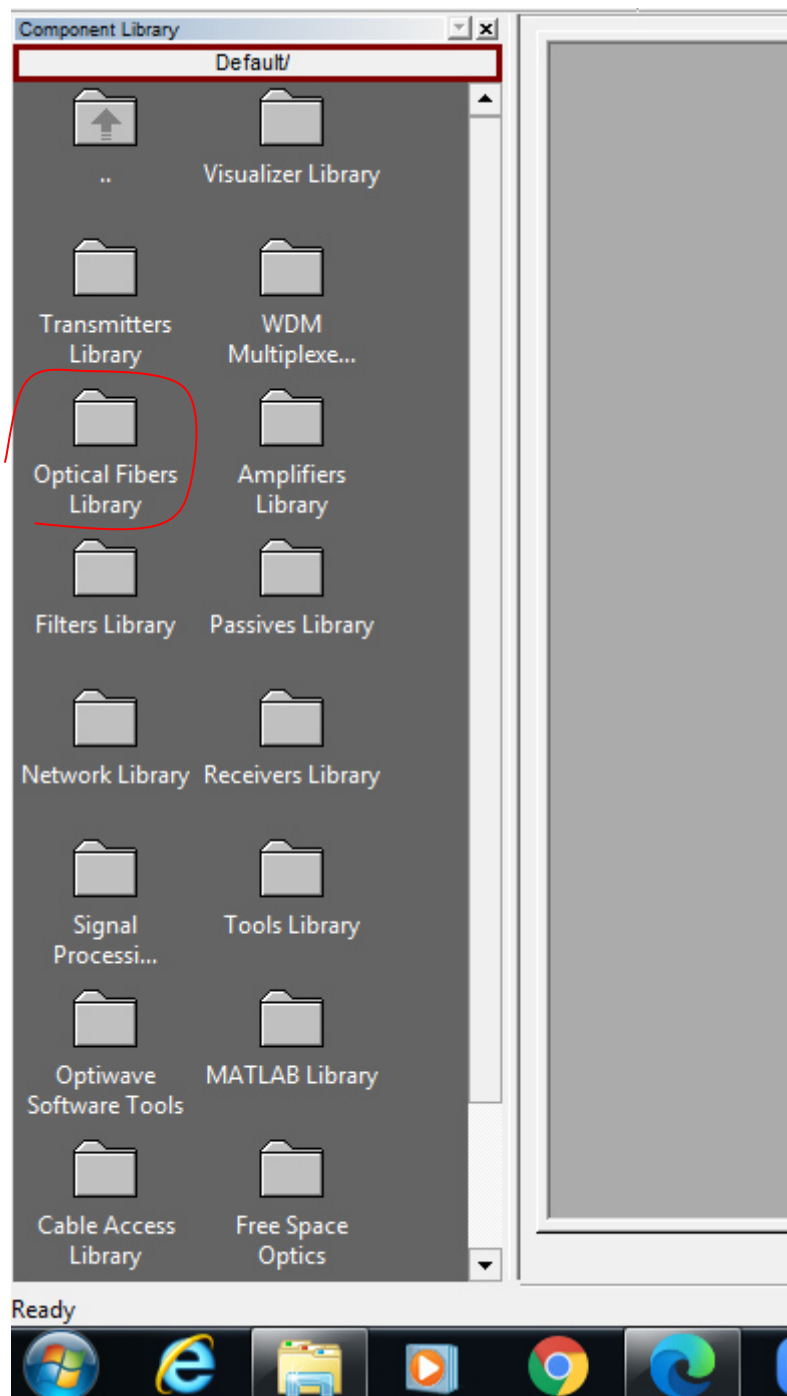 Component Library
Default/
..
Visualizer Library
Transmitters
Library
WDM
Multiplexe...
Optical Fibers
Library
Amplifiers
Library
Filters Library
Passives Library
Network Library
Receivers Library
Signal
Processi...
Tools Library
Optiwave
Software Tools
MATLAB Library
Cable Access
Library
Free Space
Optics
Ready